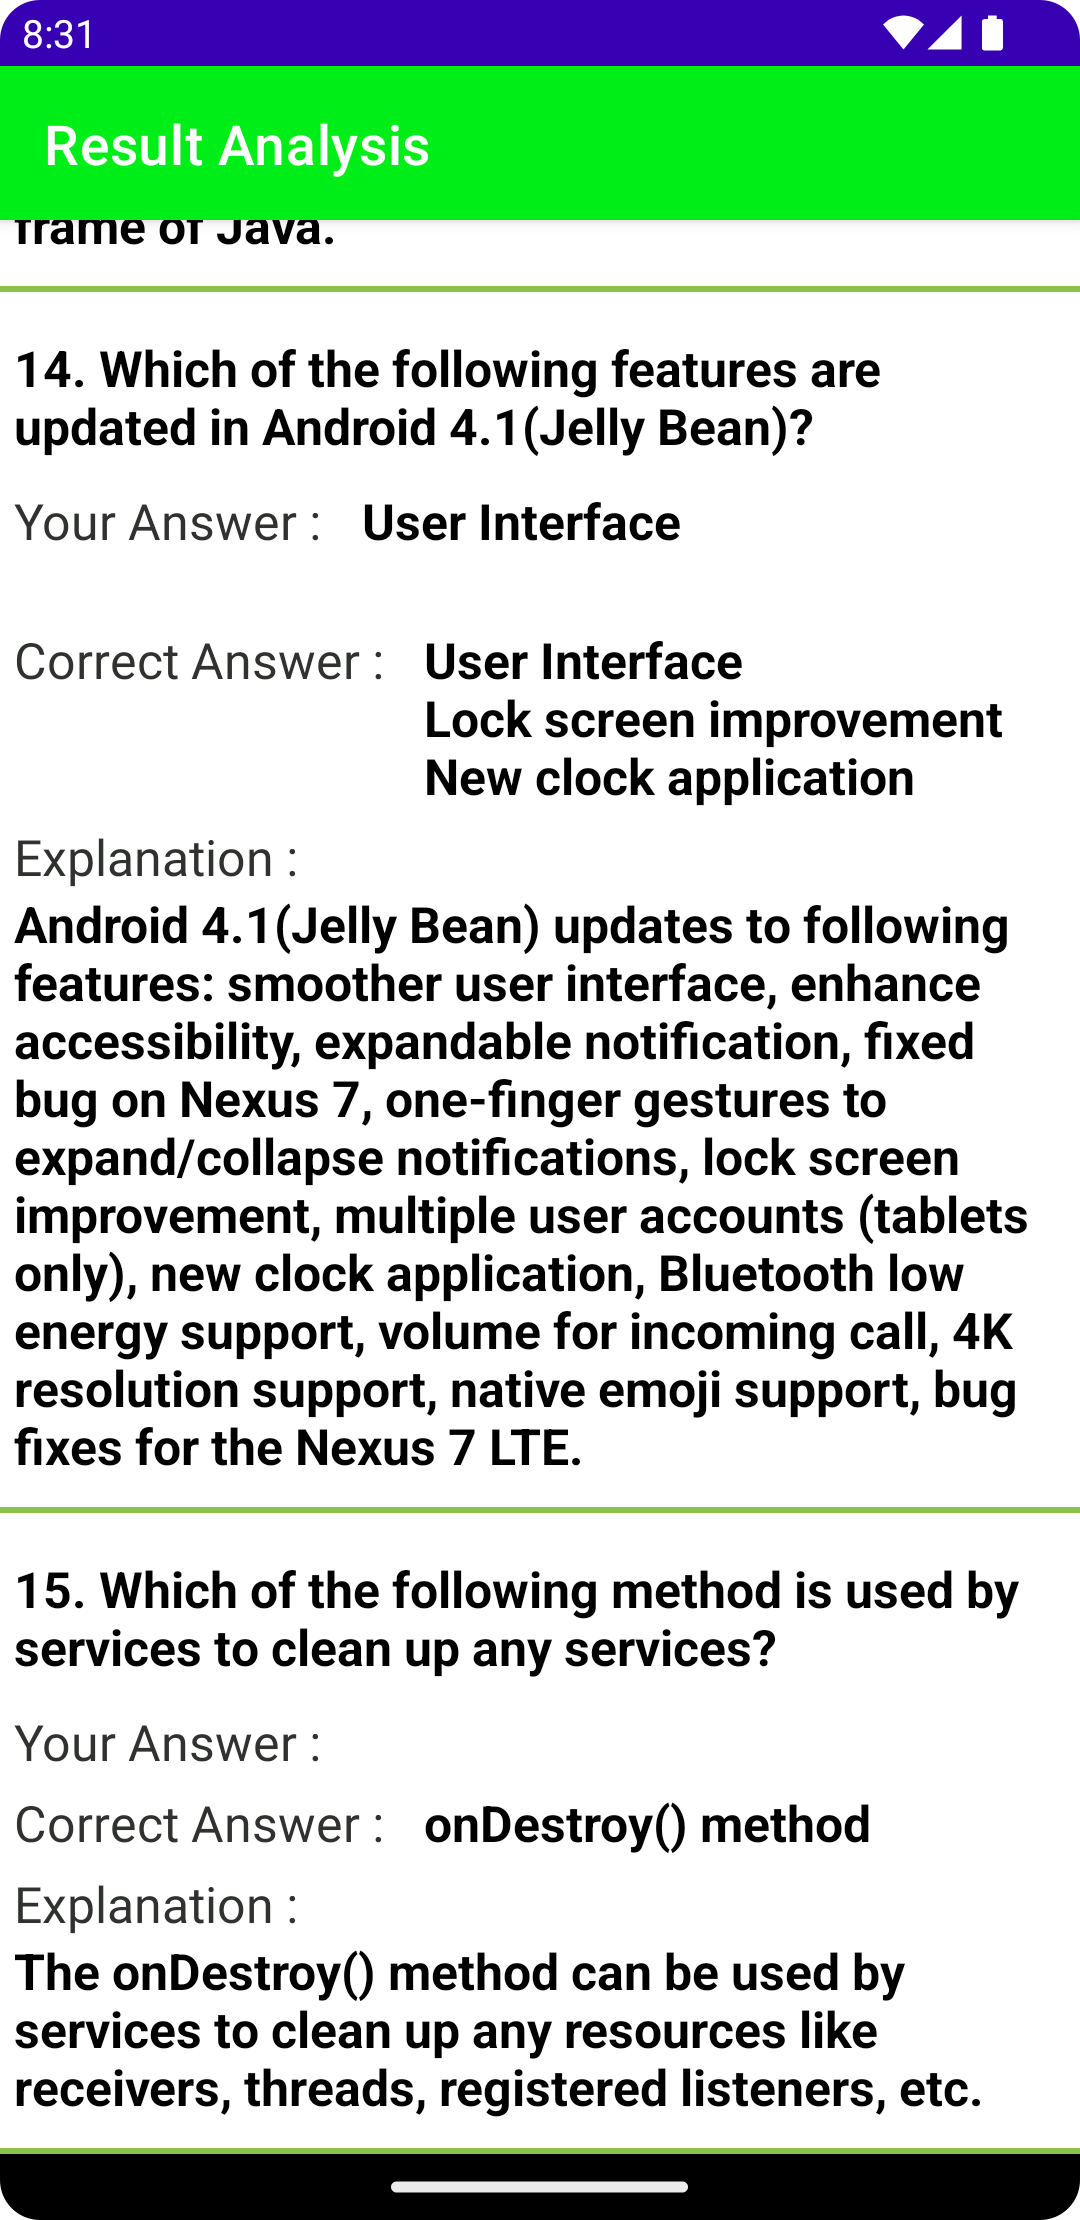 8:31
Result Analysis
frame of Java.
14. Which of the following features are
updated in Android 4.1(Jelly Bean)?
Your Answer : User Interface
Correct Answer : User Interface
Lock screen improvement
New clock application
Explanation :
Android 4.1(Jelly Bean) updates to following
features: smoother user interface, enhance
accessibility, expandable notification, fixed
bug on Nexus 7, one-finger gestures to
expand/collapse notifications, lock screen
improvement, multiple user accounts (tablets
only), new clock application, Bluetooth low
energy support, volume for incoming call, 4K
resolution support, native emoji support, bug
fixes for the Nexus 7 LTE.
15. Which of the following method is used by
services to clean up any services?
Your Answer :
Correct Answer : onDestroy() method
Explanation :
The onDestroy() method can be used by
services to clean up any resources like
receivers, threads, registered listeners, etc.